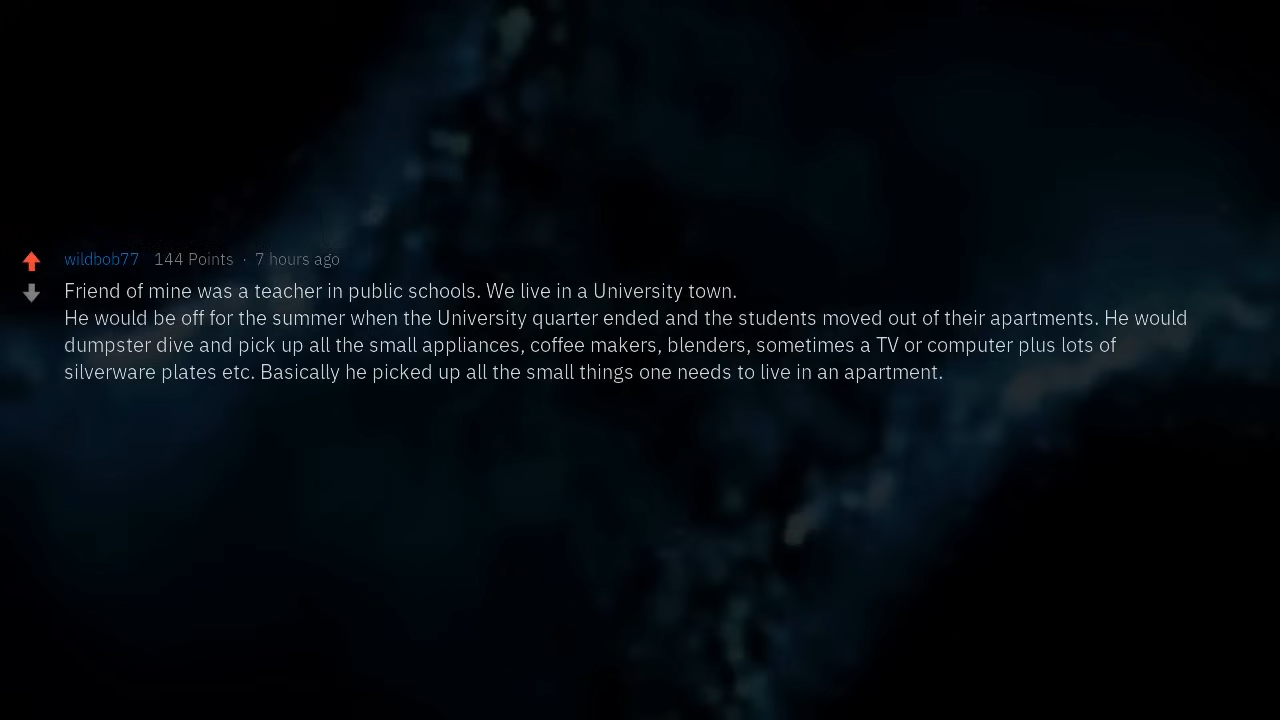 wildbob77 144 Points · 7 hours ago
Friend of mine was a teacher in public schools. We live in a University town.
He would be off for the summer when the University quarter ended and the students moved out of their apartments. He would
dumpster dive and pick up all the small appliances, coffee makers, blenders, sometimes a TV or computer plus lots of
silverware plates etc. Basically he picked up all the small things one needs to live in an apartment.